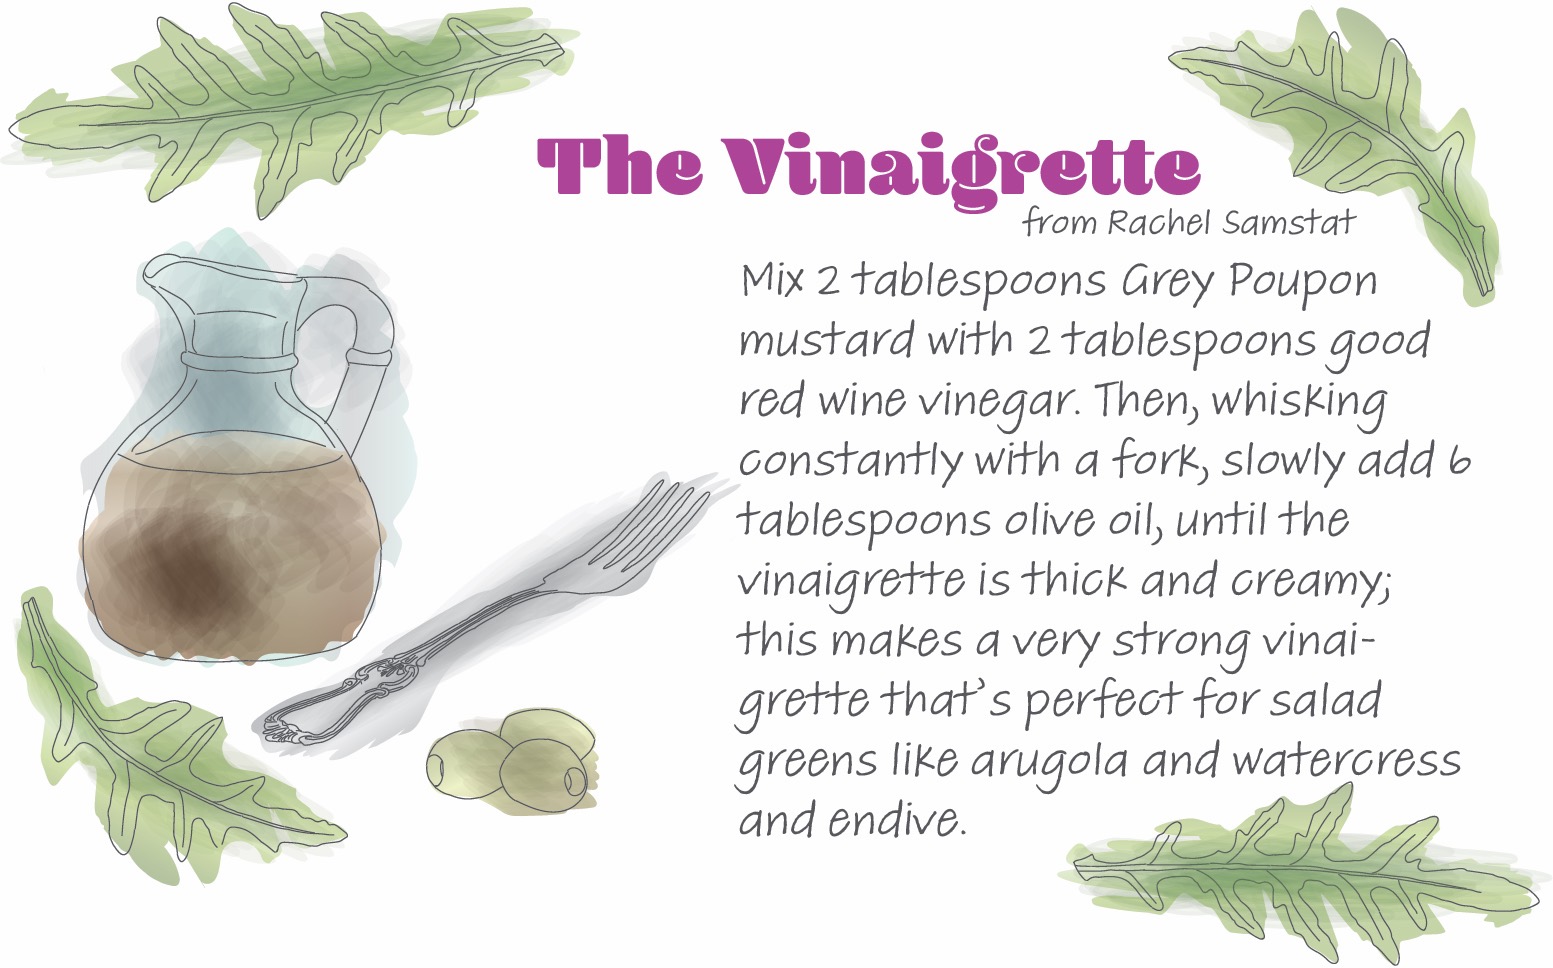 The Vinaigrette
from Rachel Samstat
Mix 2 tablespoons Grey Poupon
mustard with 2 tablespoons good
red wine vinegar. Then, whisking
constantly with a fork, slowly add 6
tablespoons olive oil, until the
vinaigrette is thick and creamy;
this makes a very strong vinai-
grette that's perfect for salad
greens like arugola and watercress
and endive.